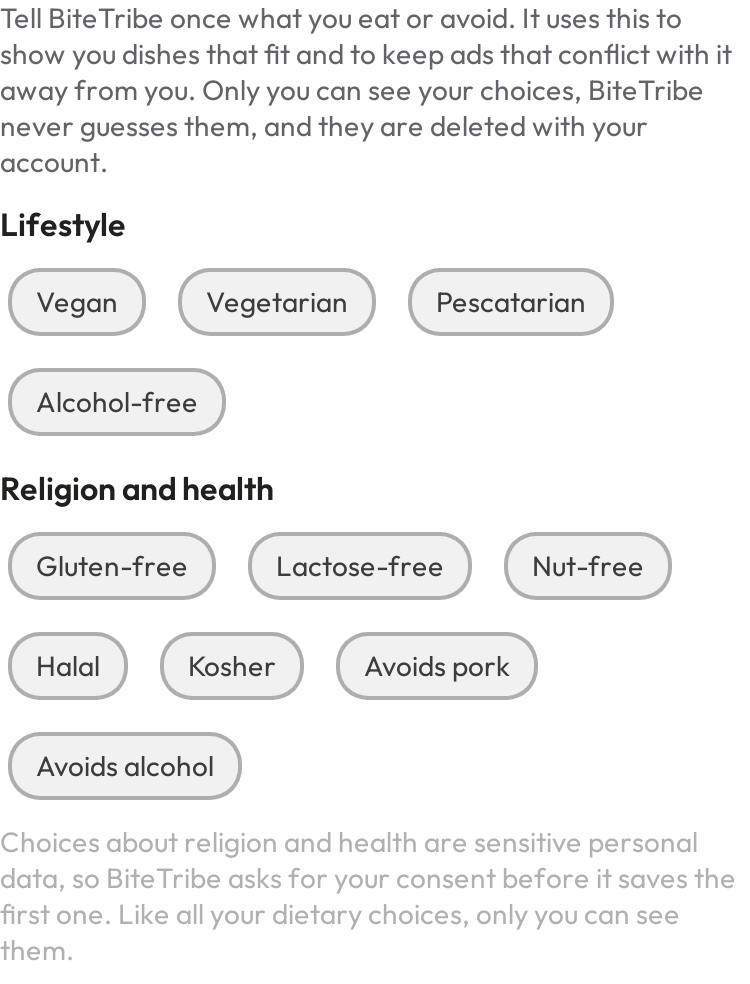 Tell BiteTribe once what you eat or avoid. It uses this to
show you dishes that fit and to keep ads that conflict with it
away from you. Only you can see your choices, BiteTribe
never guesses them, and they are deleted with your
account.
Lifestyle
Vegan Vegetarian Pescatarian
Alcohol-free
Religion and health
Gluten-free Lactose-free Nut-free
Halal Kosher Avoids pork
Avoids alcohol
Choices about religion and health are sensitive personal
data, so BiteTribe asks for your consent before it saves the
first one. Like all your dietary choices, only you can see
them.